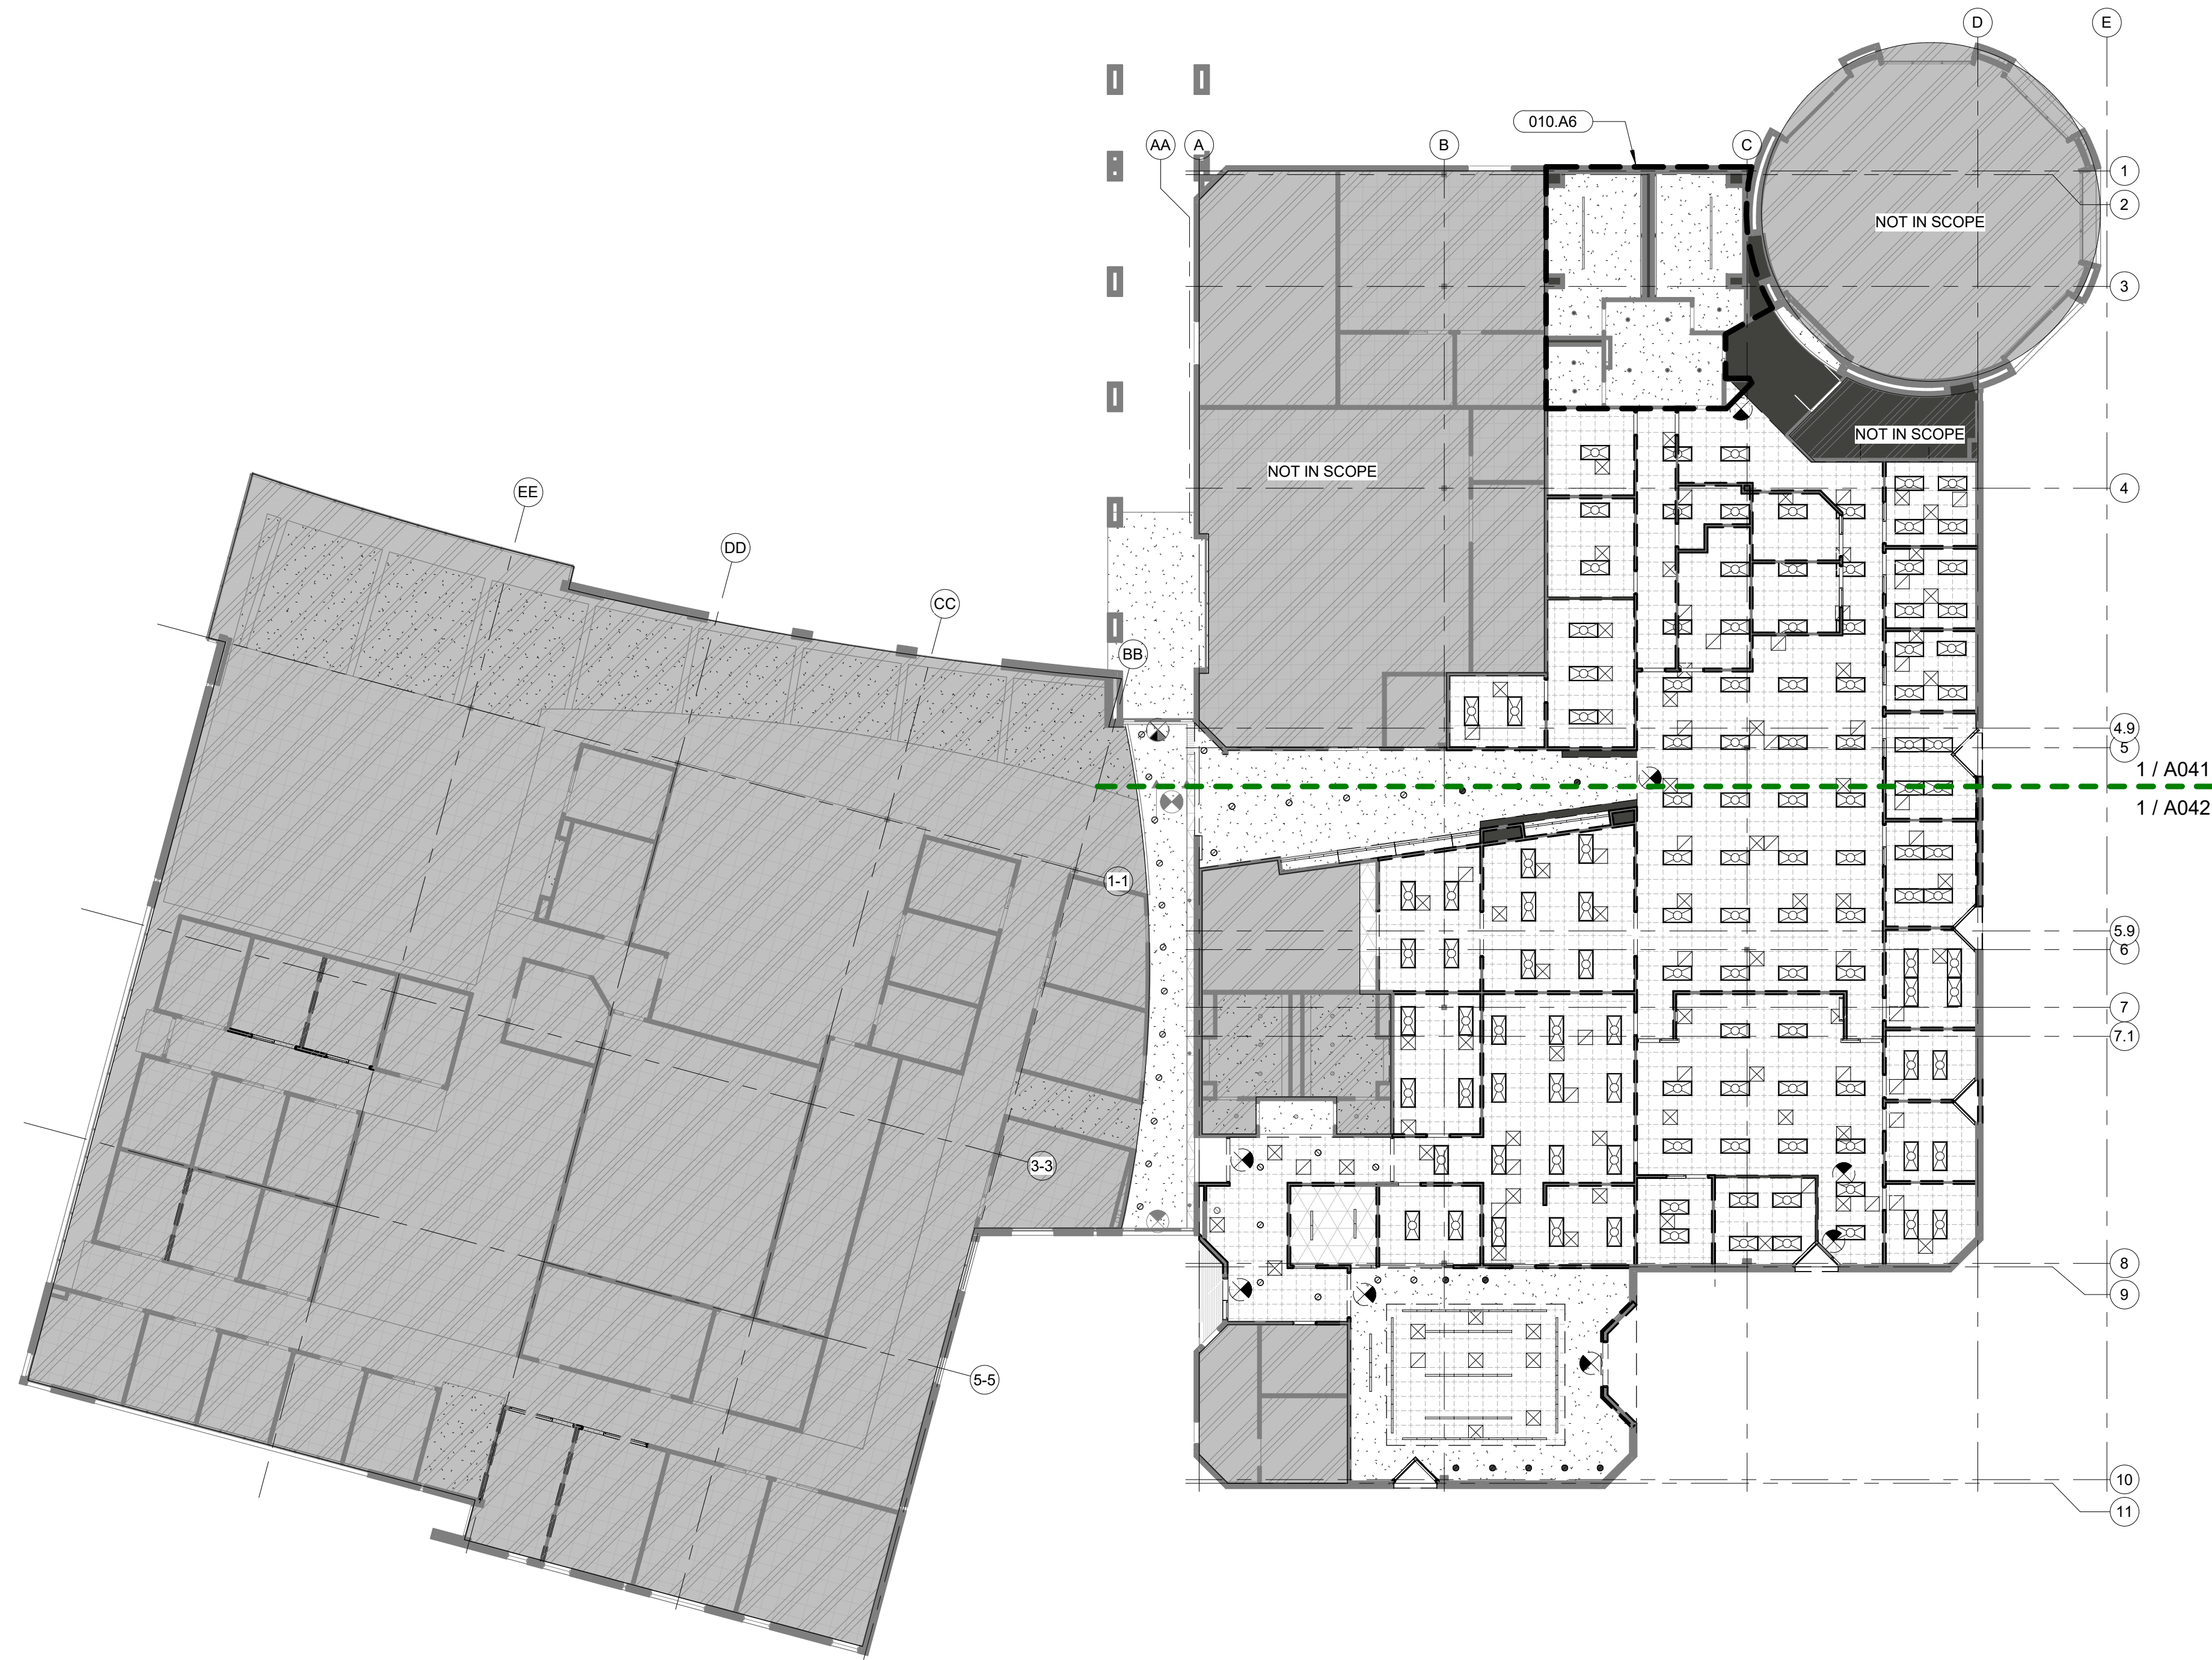 D
E
010.A6
AA
A
B
C
1
2
NOT IN SCOPE
3
NOT IN SCOPE
NOT IN SCOPE
4
EE
DD
CC
BB
4.9
5
1 / A041
1 / A042
1-1
5.9
6
7
7.1
3-3
8
9
5-5
10
11